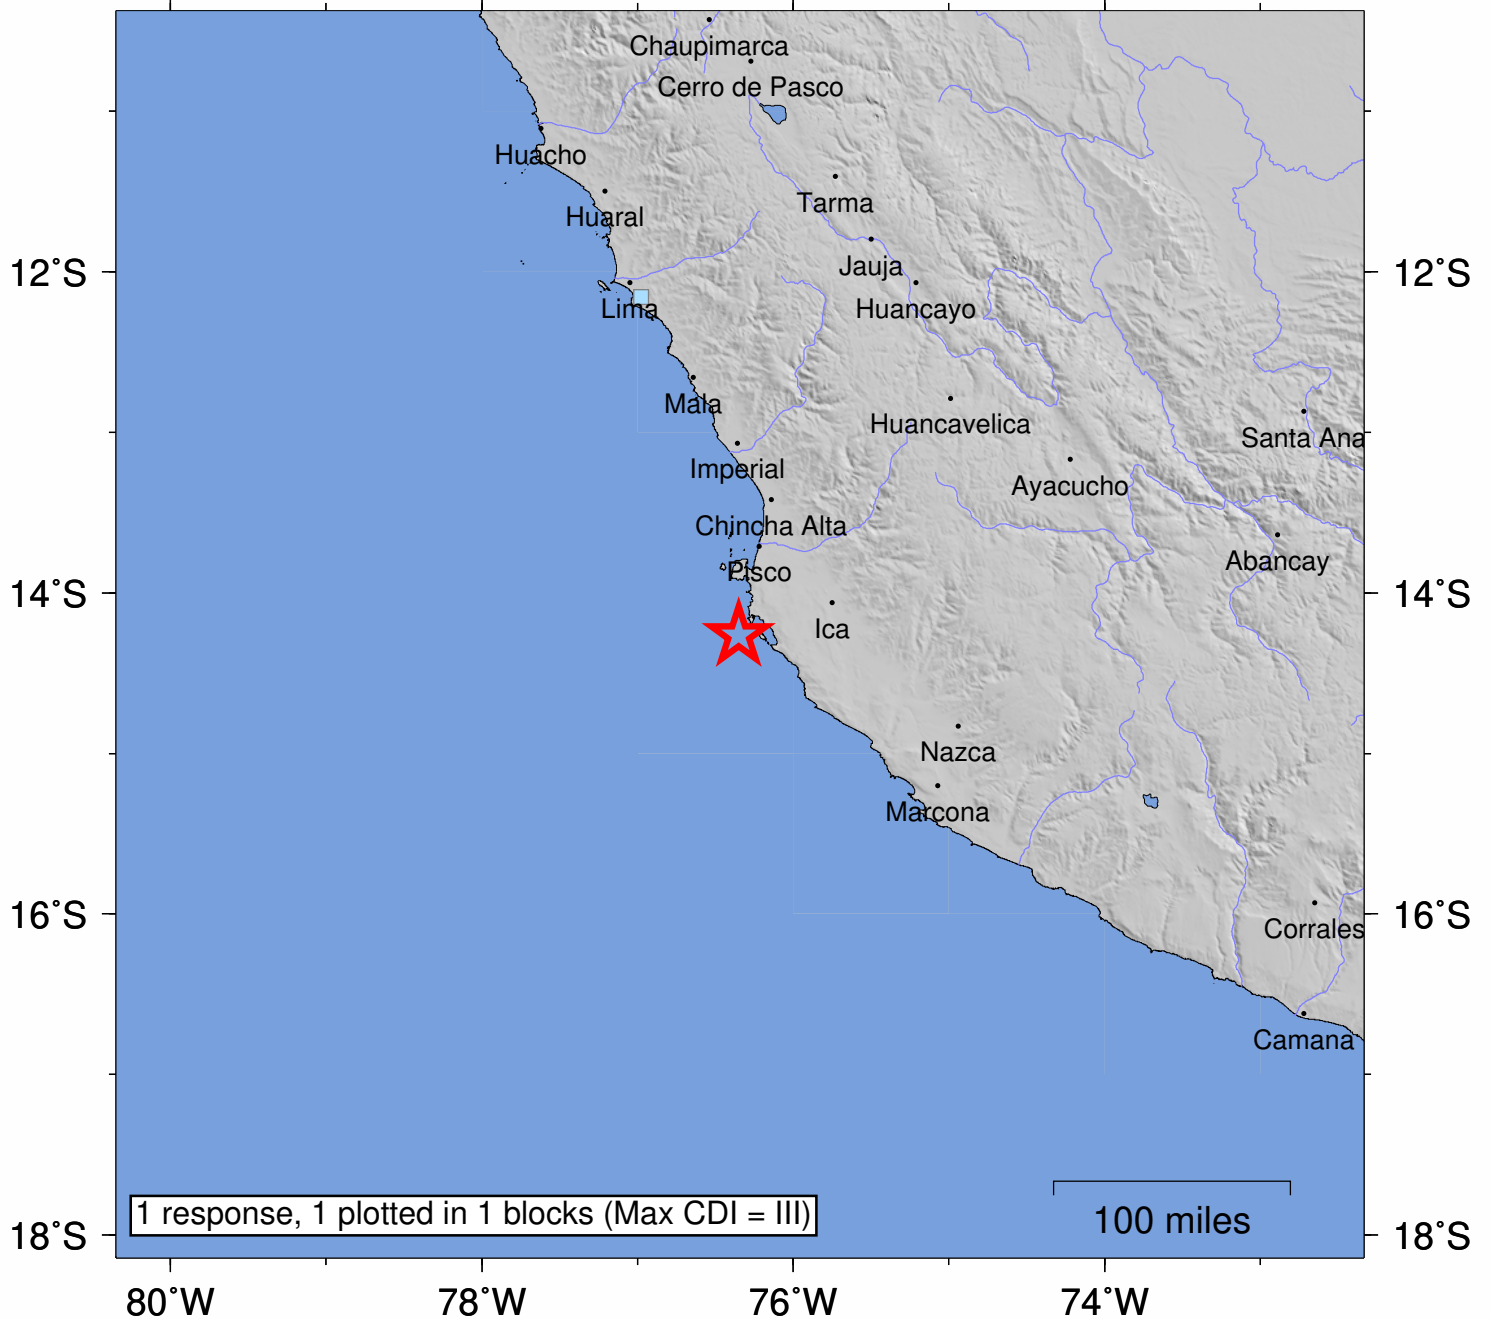 Chaupimarca
Cerro de Pasco
Huacho
Tarma
Huaral
Jauja
12˚S
12˚S
Lima
Huancayo
Mala
Huancavelica
Santa Ana
Imperial
Ayacucho
Chincha Alta
Abancay
Pisco
14˚S
14˚S
Ica
Nazca
Marcona
16˚S
16˚S
Corrales
Camana
1 response, 1 plotted in 1 blocks (Max CDI = III)
100 miles
18˚S
18˚S
80˚W
78˚W
76˚W
74˚W